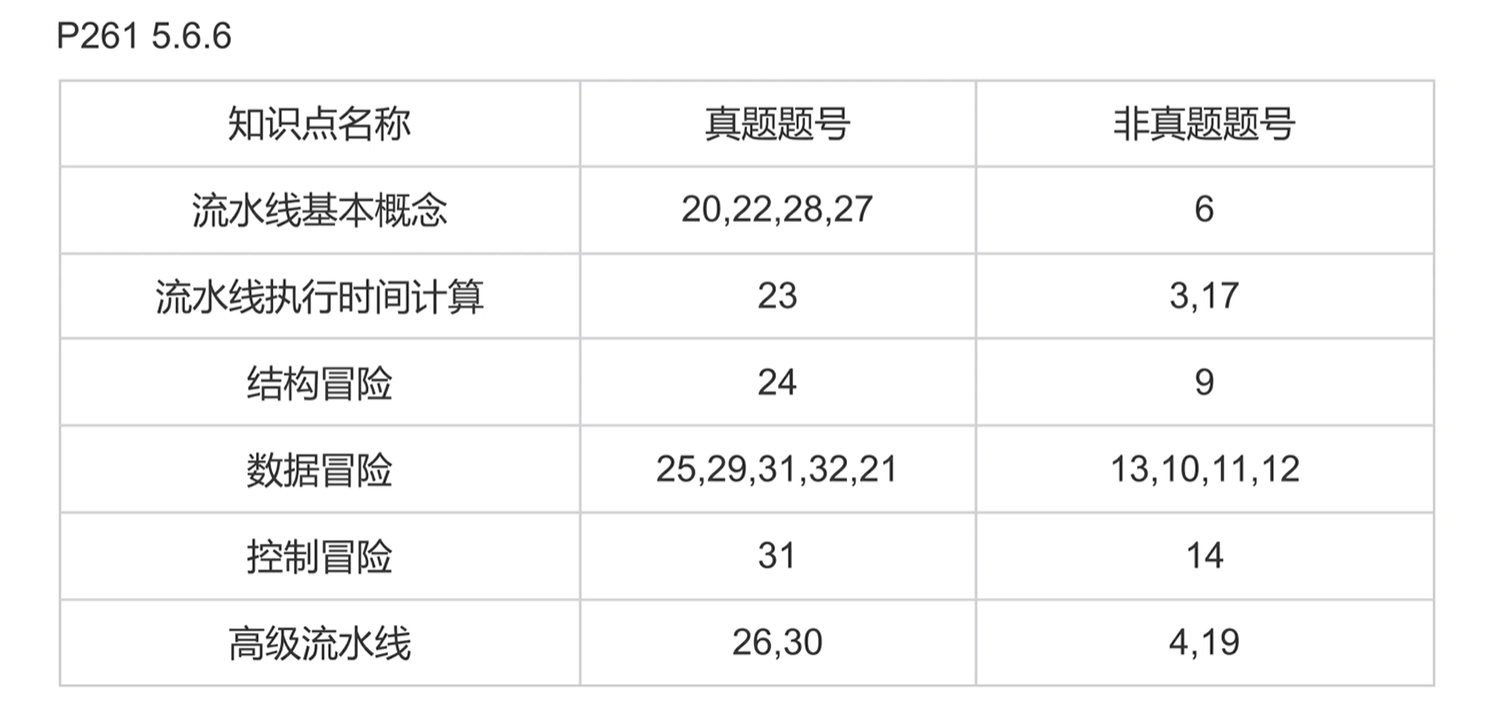 P261 5.6.6
知识点名称 真题题号 非真题题号
流水线基本概念 20,22,28,27 6
流水线执行时间计算 23 3,17
结构冒险 24 9
数据冒险 25,29,31,32,21 13,10,11,12
控制冒险 31 14
高级流水线 26,30 4,19